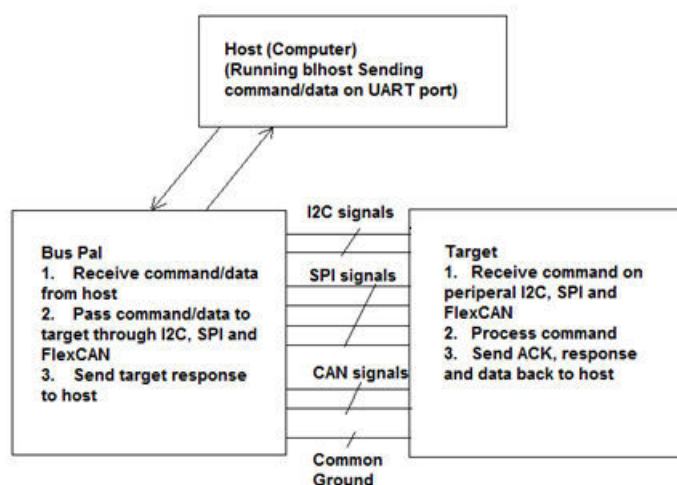 Host (Computer)
(Running blhost Sending
command/data on UART port)
I2C signals
Bus Pal
1. Receive command/data
from host
2. Pass command/data to
target through I2C, SPI and
FlexCAN
3. Send target response
to host
SPI signals
CAN signals
Common
Ground
Target
1. Receive command on
periperal I2C, SPI and
FlexCAN
2. Process command
3. Send ACK, response
and data back to host